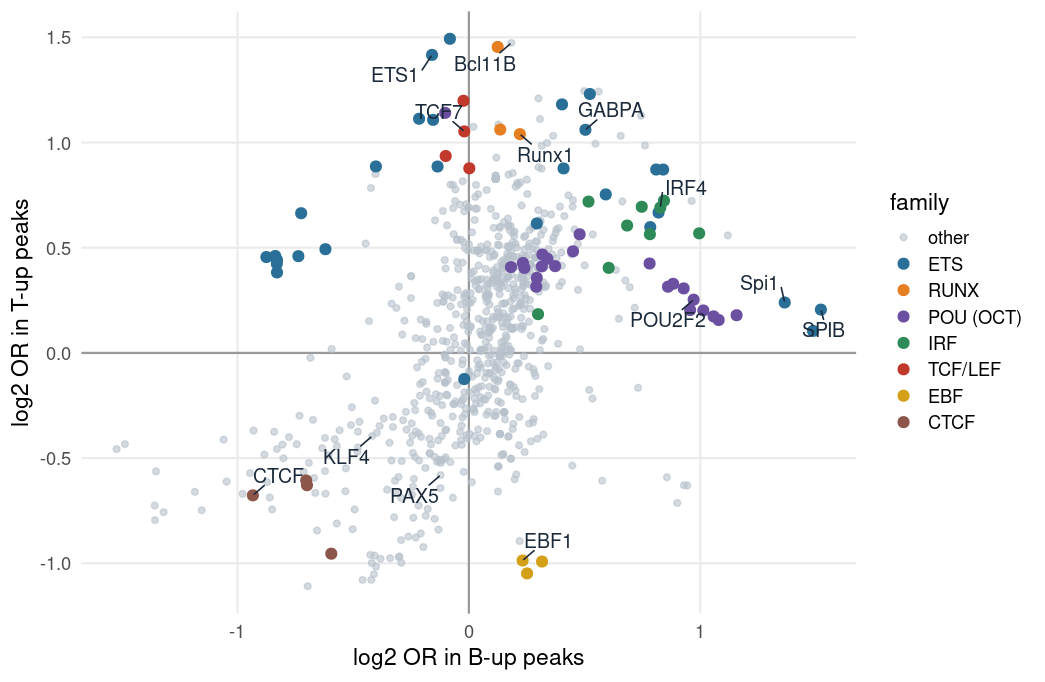 1.5
1.0
0.5
0.0
-0.5
-1.0
-1
0
1
log2 OR in T-up peaks
log2 OR in B-up peaks
ETS1
Bcl11B
TCF7
GABPA
Runx1
IRF4
Spi1
POU2F2
SPIB
KLF4
CTCF
PAX5
EBF1
family
other
ETS
RUNX
POU (OCT)
IRF
TCF/LEF
EBF
CTCF